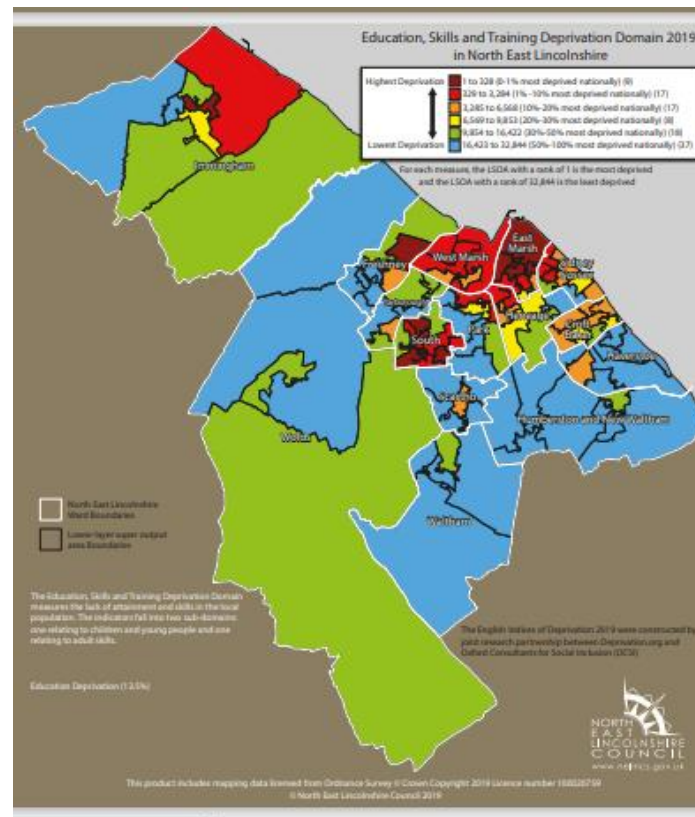 Education, Skills and Training Deprivation Domain 2019
in North East Lincolnshire
Highest Deprivation
1 to 328 (0-1% most deprived nationally) (9)
329 to 3,284 (1% -10% most deprived nationally) (17)
3,285 to 6,568 (10%-20% most deprived nationally) (17)
6,569 to 9,853 (20%-30% most deprived nationally) (8)
9,854 to 16,422 (30%-50% most deprived nationally) (18)
Lowest Deprivation
16,423 to 32,844 (50%-100% most deprived nationally) (37)
For each measure, the LSOA with a rank of 1 is the most deprived
and the LSOA with a rank of 32,844 is the least deprived
Immingham
East
Marsh
West Marsh
Freshney
Sidney
Sussex
Yarborough
Heneage
Park
Croft
Baker
South
Haverstoe
Scartho
Humberston and New Waltham
Wolds
Waltham
North East Lincolnshire
Ward Boundaries
Lower-layer super output
area Boundaries
The Education, Skills and Training Deprivation Domain
measures the lack of attainment and skills in the local
population. The indicators fall into two sub-domains
one relating to children and young people and one
relating to adult skills.
The English Indices of Deprivation 2019 were constructed by
joint research partnership between Deprivation.org and
Oxford Consultants for Social Inclusion (OCSI)
Education Deprivation (13.5%)
NORTH
EAST
LINCOLNSHIRE
COUNCIL
www.nelincs.gov.uk
This product includes mapping data licensed from Ordnance Survey © Crown Copyright 2019 Licence number 100020759
© North East Lincolnshire Council 2019